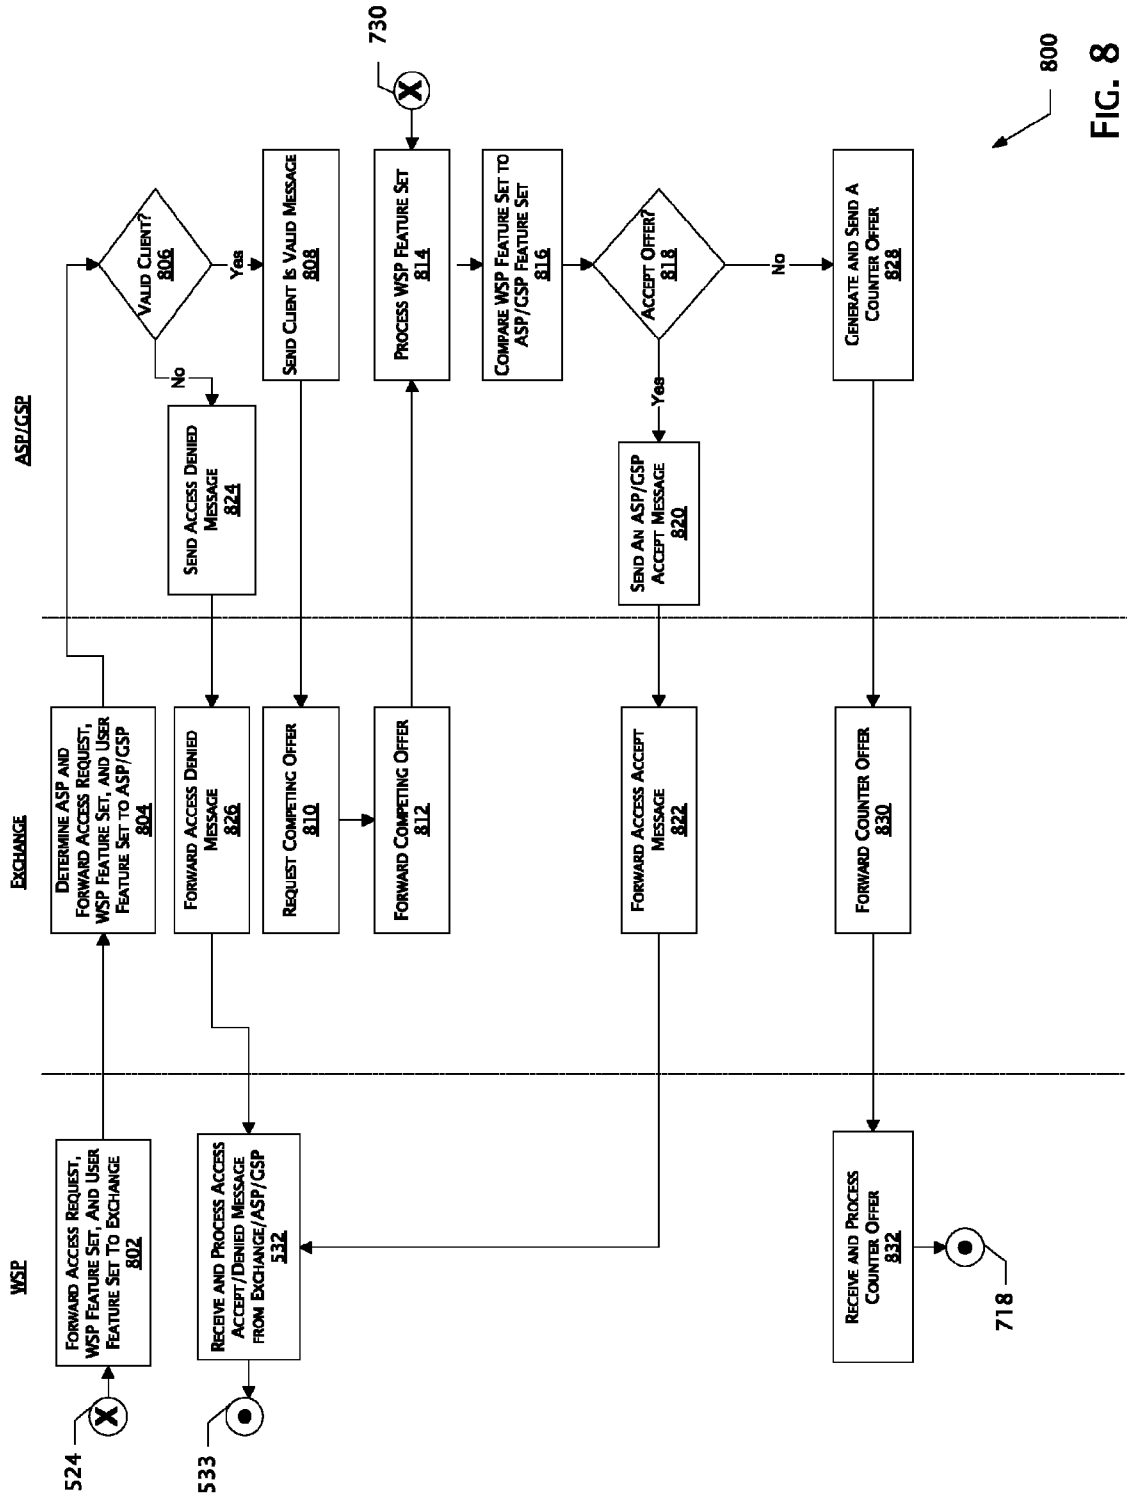 WSP
EXCHANGE
ASP/GSP
524
X
FORWARD ACCESS REQUEST,
WSP FEATURE SET, AND USER
FEATURE SET TO EXCHANGE
802
DETERMINE ASP AND
FORWARD ACCESS REQUEST,
WSP FEATURE SET, AND USER
FEATURE SET TO ASP/GSP
804
VALID CLIENT?
806
No
Yes
SEND ACCESS DENIED
MESSAGE
824
FORWARD ACCESS DENIED
MESSAGE
826
533
RECEIVE AND PROCESS ACCESS
ACCEPT/DENIED MESSAGE
FROM EXCHANGE/ASP/GSP
532
SEND CLIENT IS VALID MESSAGE
808
REQUEST COMPETING OFFER
810
FORWARD COMPETING OFFER
812
PROCESS WSP FEATURE SET
814
X
730
COMPARE WSP FEATURE SET TO
ASP/GSP FEATURE SET
816
ACCEPT OFFER?
818
Yes
No
SEND AN ASP/GSP
ACCEPT MESSAGE
820
FORWARD ACCESS ACCEPT
MESSAGE
822
GENERATE AND SEND A
COUNTER OFFER
828
FORWARD COUNTER OFFER
830
RECEIVE AND PROCESS
COUNTER OFFER
832
718
800
FIG. 8